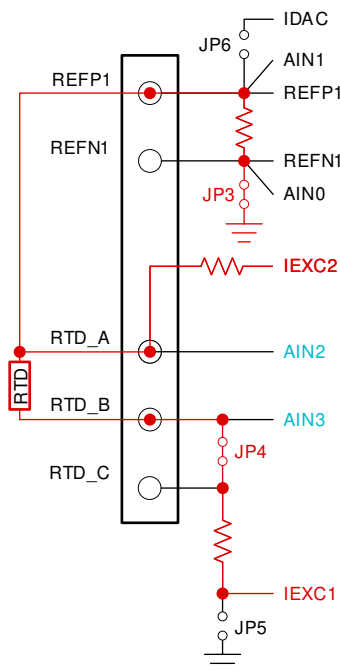 IDAC
JP6
AIN1
REFP1
REFP1
REFN1
REFN1
JP3
AIN0
IEXC2
RTD_A
AIN2
RTD
RTD_B
AIN3
JP4
RTD_C
IEXC1
JP5